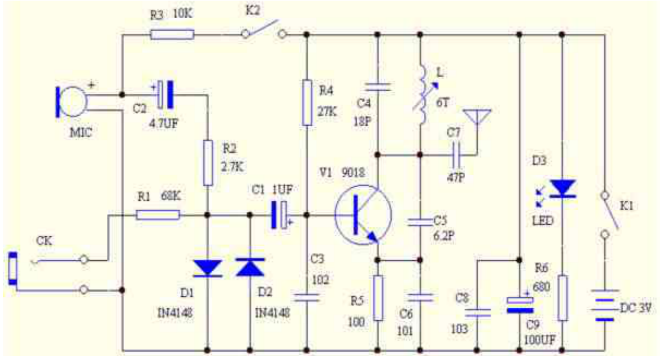 R3 10K
K2
MIC
+
C2
4.7UF
+
R2
2.7K
R4
27K
C4
18P
L
6T
C7
47P
V1 9018
D3
LED
K1
R1 68K
C1 1UF
+
C5
6.2P
CK
D1
IN4148
D2
IN4148
C3
102
R5
100
C6
101
C8
103
+
C9
100UF
R6
680
DC 3V